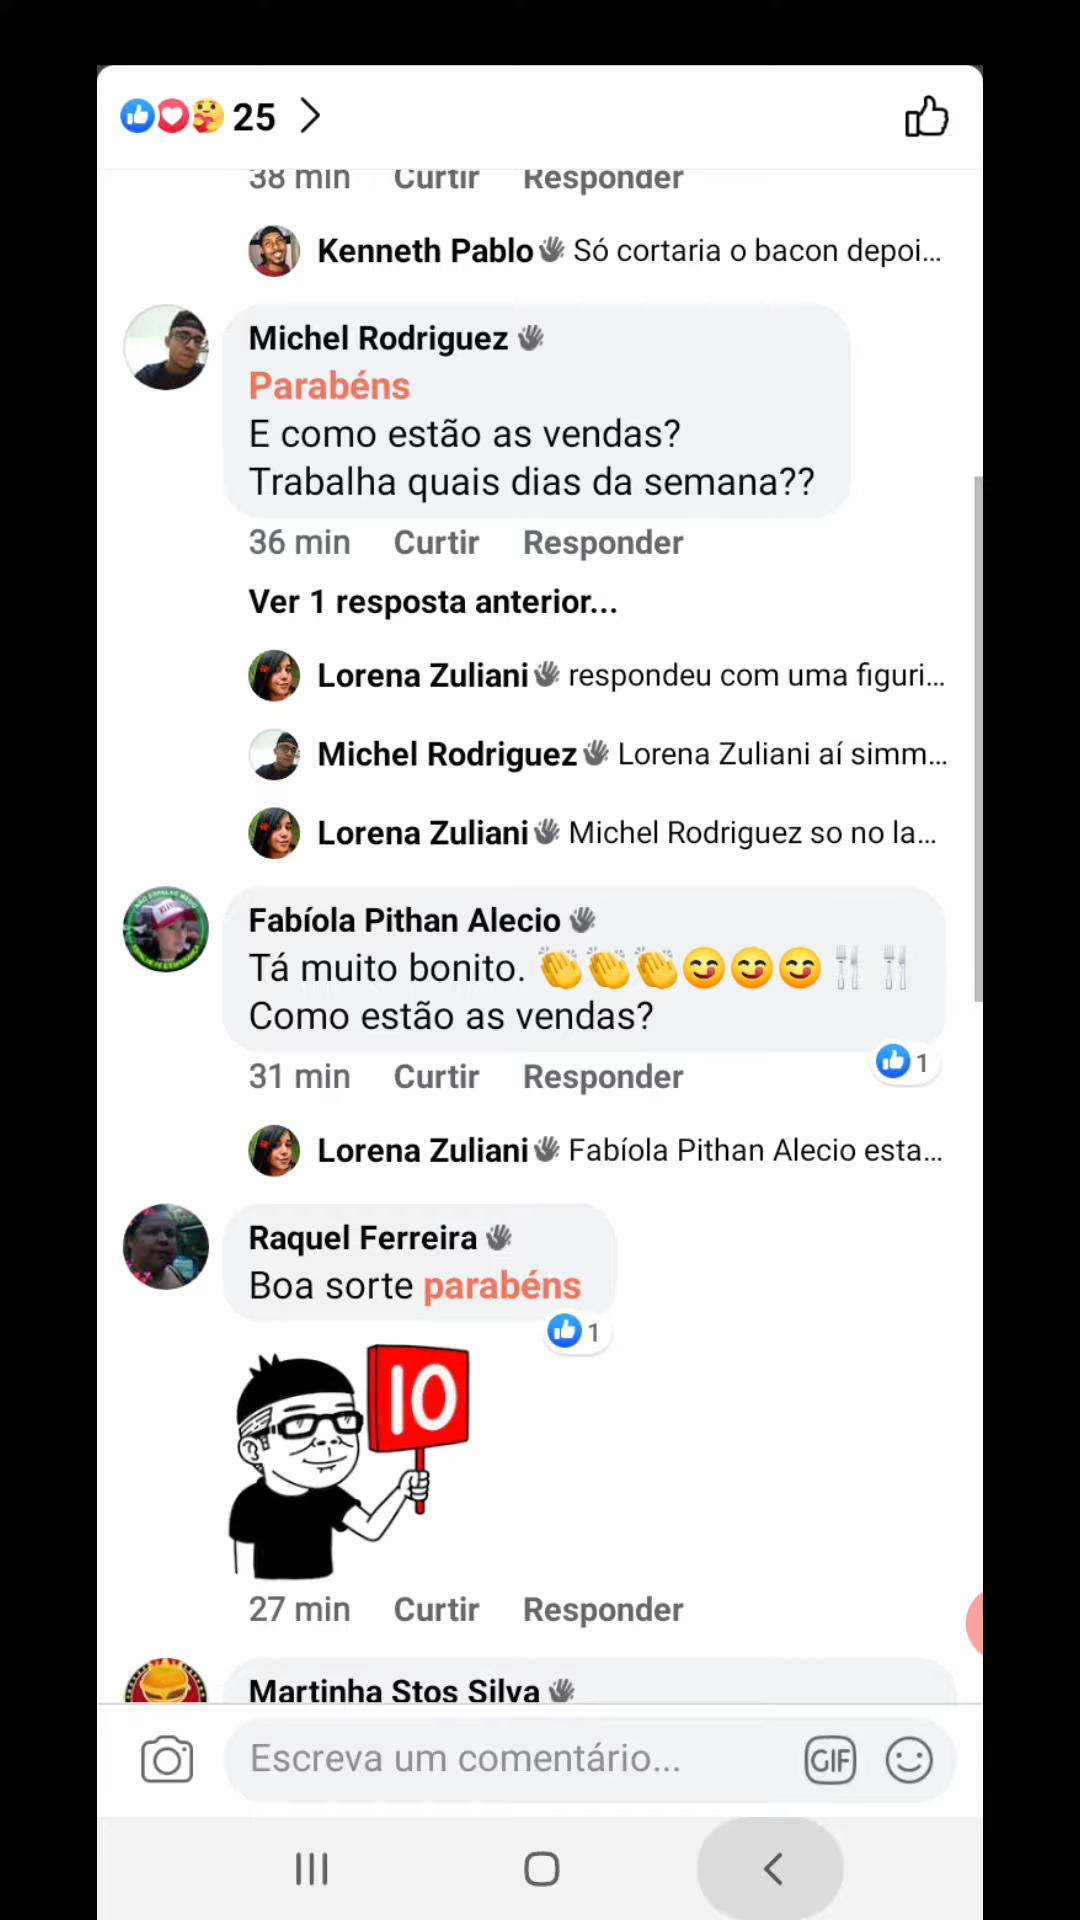 25
38 min Curtir Responder
Kenneth Pablo Só cortaria o bacon depoi...
Michel Rodriguez
Parabéns
E como estão as vendas?
Trabalha quais dias da semana??
36 min Curtir Responder
Ver 1 resposta anterior...
Lorena Zuliani respondeu com uma figuri...
Michel Rodriguez Lorena Zuliani aí simm...
Lorena Zuliani Michel Rodriguez so no la...
Fabíola Pithan Alecio
Tá muito bonito. 👏👏👏😋😋😋🍴🍴
Como estão as vendas?
1
31 min Curtir Responder
Lorena Zuliani Fabíola Pithan Alecio esta...
Raquel Ferreira
Boa sorte parabéns
1
10
27 min Curtir Responder
Martinha Stos Silva
Escreva um comentário... GIF